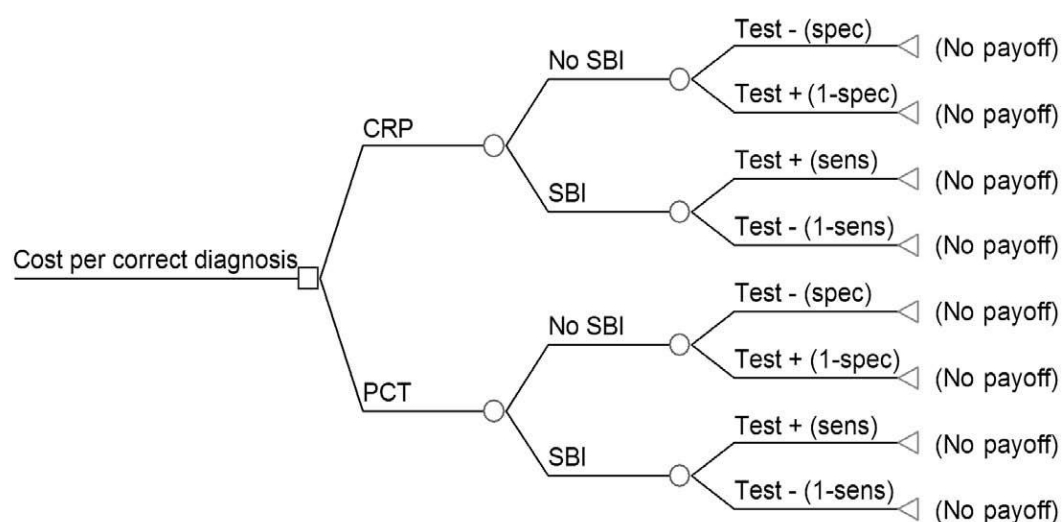 Test - (spec)
(No payoff)
No SBI
Test + (1-spec)
(No payoff)
CRP
Test + (sens)
(No payoff)
SBI
Test - (1-sens)
(No payoff)
Cost per correct diagnosis
Test - (spec)
(No payoff)
No SBI
Test + (1-spec)
(No payoff)
PCT
Test + (sens)
(No payoff)
SBI
Test - (1-sens)
(No payoff)